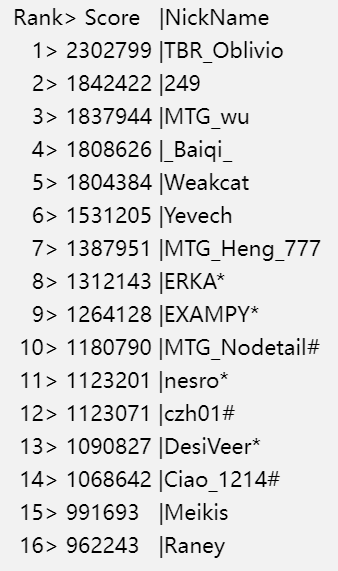 Rank> Score |NickName
1> 2302799 |TBR_Oblivio
2> 1842422 |249
3> 1837944 |MTG_wu
4> 1808626 |_Baiqi_
5> 1804384 |Weakcat
6> 1531205 |Yevech
7> 1387951 |MTG_Heng_777
8> 1312143 |ERKA*
9> 1264128 |EXAMPY*
10> 1180790 |MTG_Nodetail#
11> 1123201 |nesro*
12> 1123071 |czh01#
13> 1090827 |DesiVeer*
14> 1068642 |Ciao_1214#
15> 991693 |Meikis
16> 962243 |Raney